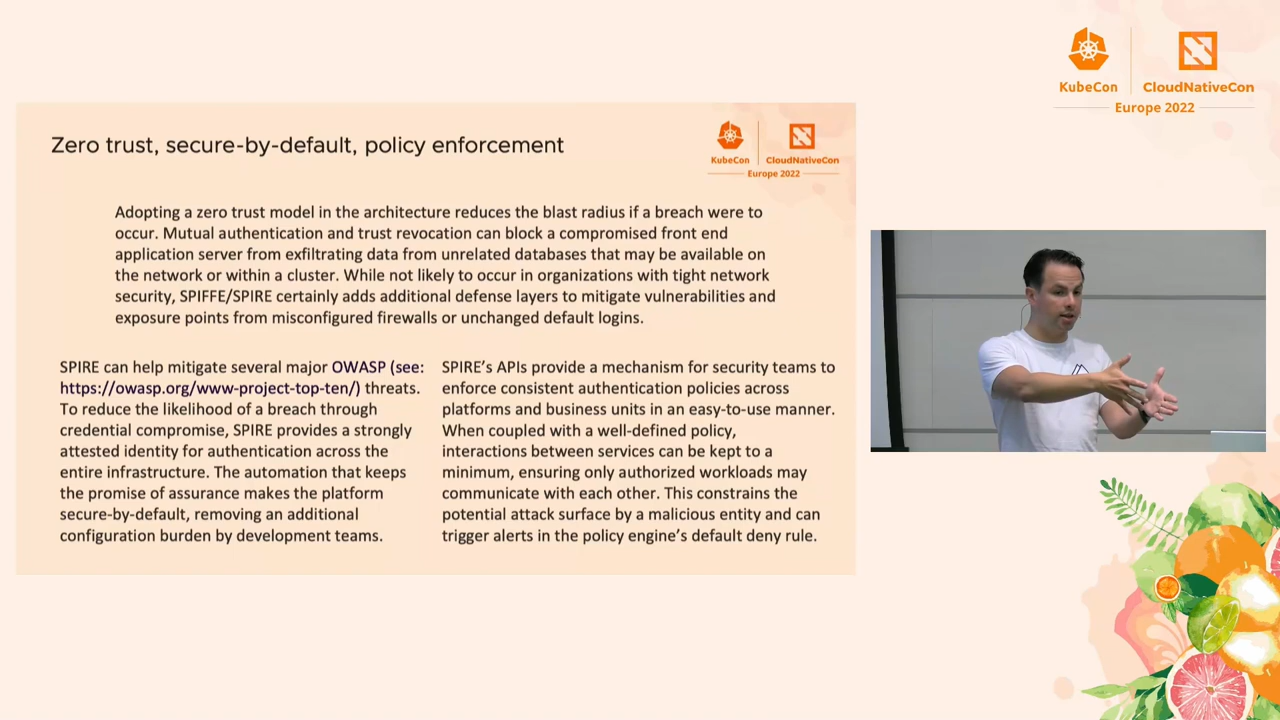 KubeCon
CloudNativeCon
Europe 2022
Zero trust, secure-by-default, policy enforcement
KubeCon
CloudNativeCon
Europe 2022
Adopting a zero trust model in the architecture reduces the blast radius if a breach were to
occur. Mutual authentication and trust revocation can block a compromised front end
application server from exfiltrating data from unrelated databases that may be available on
the network or within a cluster. While not likely to occur in organizations with tight network
security, SPIFFE/SPIRE certainly adds additional defense layers to mitigate vulnerabilities and
exposure points from misconfigured firewalls or unchanged default logins.
SPIRE can help mitigate several major OWASP (see:
https://owasp.org/www-project-top-ten/) threats.
To reduce the likelihood of a breach through
credential compromise, SPIRE provides a strongly
attested identity for authentication across the
entire infrastructure. The automation that keeps
the promise of assurance makes the platform
secure-by-default, removing an additional
configuration burden by development teams.
SPIRE's APIs provide a mechanism for security teams to
enforce consistent authentication policies across
platforms and business units in an easy-to-use manner.
When coupled with a well-defined policy,
interactions between services can be kept to a
minimum, ensuring only authorized workloads may
communicate with each other. This constrains the
potential attack surface by a malicious entity and can
trigger alerts in the policy engine's default deny rule.